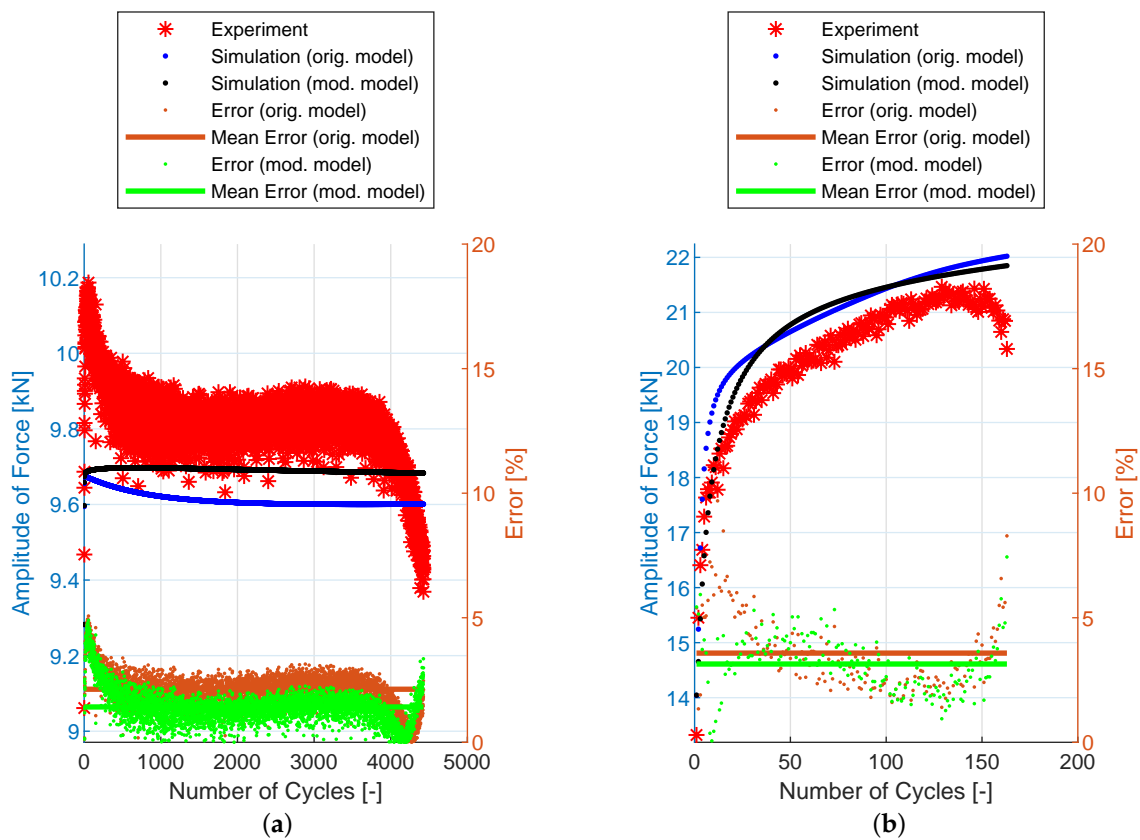 Experiment
Simulation (orig. model)
Simulation (mod. model)
Error (orig. model)
Mean Error (orig. model)
Error (mod. model)
Mean Error (mod. model)
10.2
10
9.8
9.6
9.4
9.2
9
Amplitude of Force [kN]
20
15
10
5
0
Error [%]
0
1000
2000
3000
4000
5000
Number of Cycles [-]
(a)
Experiment
Simulation (orig. model)
Simulation (mod. model)
Error (orig. model)
Mean Error (orig. model)
Error (mod. model)
Mean Error (mod. model)
22
21
20
19
18
17
16
15
14
Amplitude of Force [kN]
20
15
10
5
0
Error [%]
0
50
100
150
200
Number of Cycles [-]
(b)